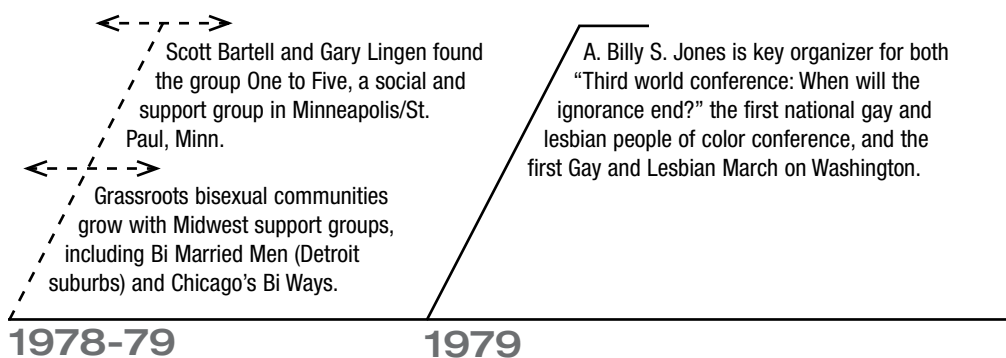 Scott Bartell and Gary Lingen found
the group One to Five, a social and
support group in Minneapolis/St.
Paul, Minn.
Grassroots bisexual communities
grow with Midwest support groups,
including Bi Married Men (Detroit
suburbs) and Chicago’s Bi Ways.
1978-79
A. Billy S. Jones is key organizer for both
“Third world conference: When will the
ignorance end?” the first national gay and
lesbian people of color conference, and the
first Gay and Lesbian March on Washington.
1979